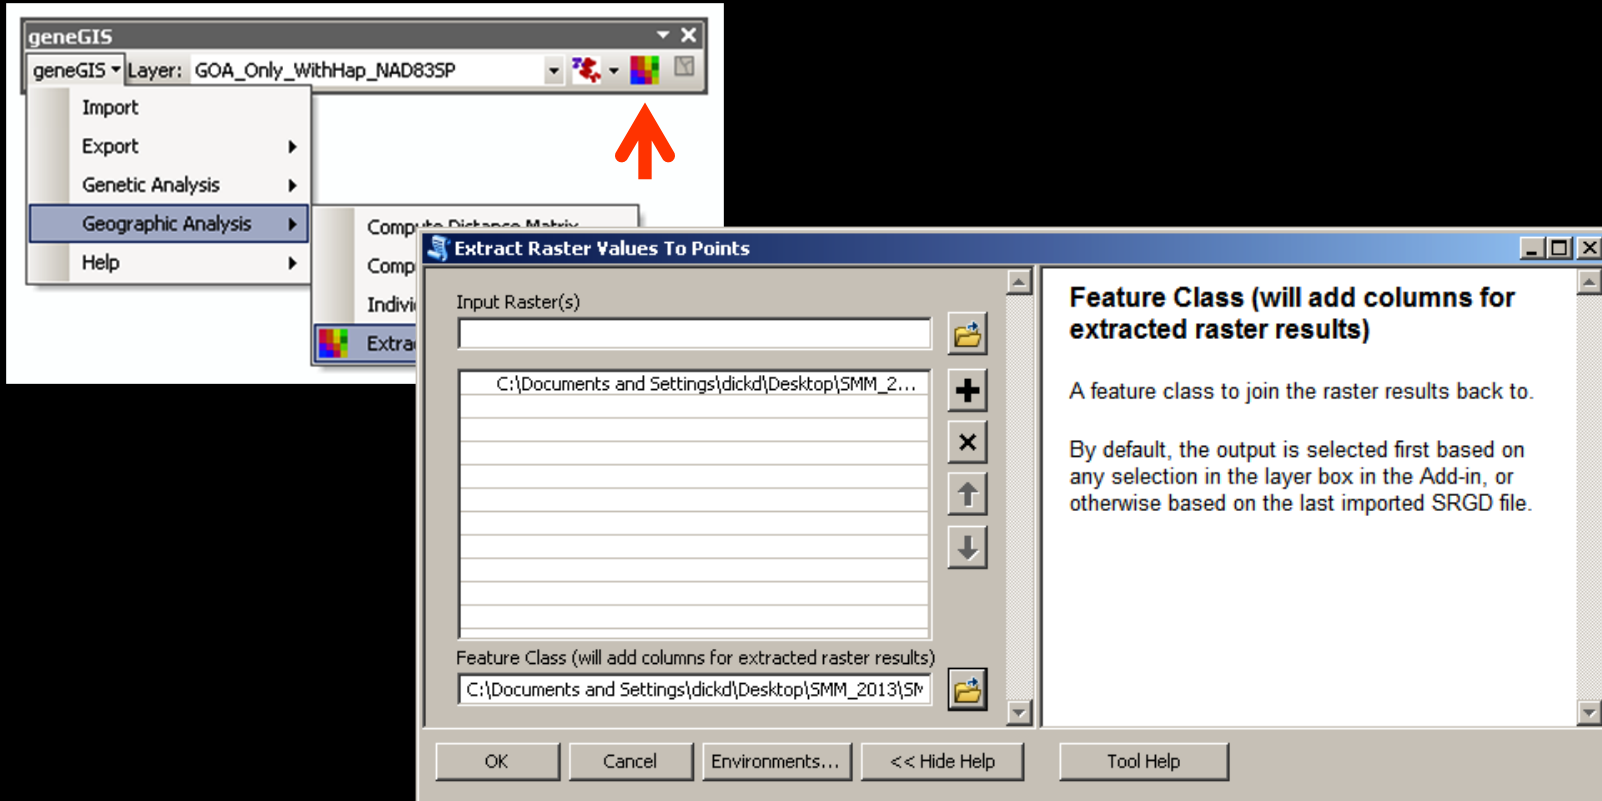 geneGIS
geneGIS Layer: GOA_Only_WithHap_NAD83SP
Import
Export
Genetic Analysis
Geographic Analysis
Help
Compute Distance Matrix
Extract Raster Values To Points
Input Raster(s)
C:\Documents and Settings\dickd\Desktop\SMM_2...
Feature Class (will add columns for extracted raster results)
C:\Documents and Settings\dickd\Desktop\SMM_2013\SM
OK
Cancel
Environments...
<< Hide Help
Tool Help
Feature Class (will add columns for
extracted raster results)
A feature class to join the raster results back to.
By default, the output is selected first based on
any selection in the layer box in the Add-in, or
otherwise based on the last imported SRGD file.